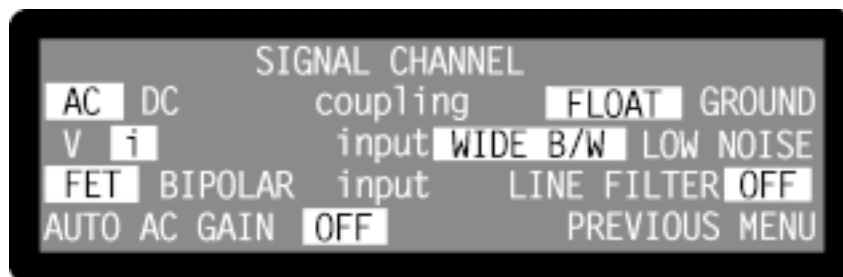 SIGNAL CHANNEL
AC DC coupling FLOAT GROUND
V i input WIDE B/W LOW NOISE
FET BIPOLAR input LINE FILTER OFF
AUTO AC GAIN OFF PREVIOUS MENU